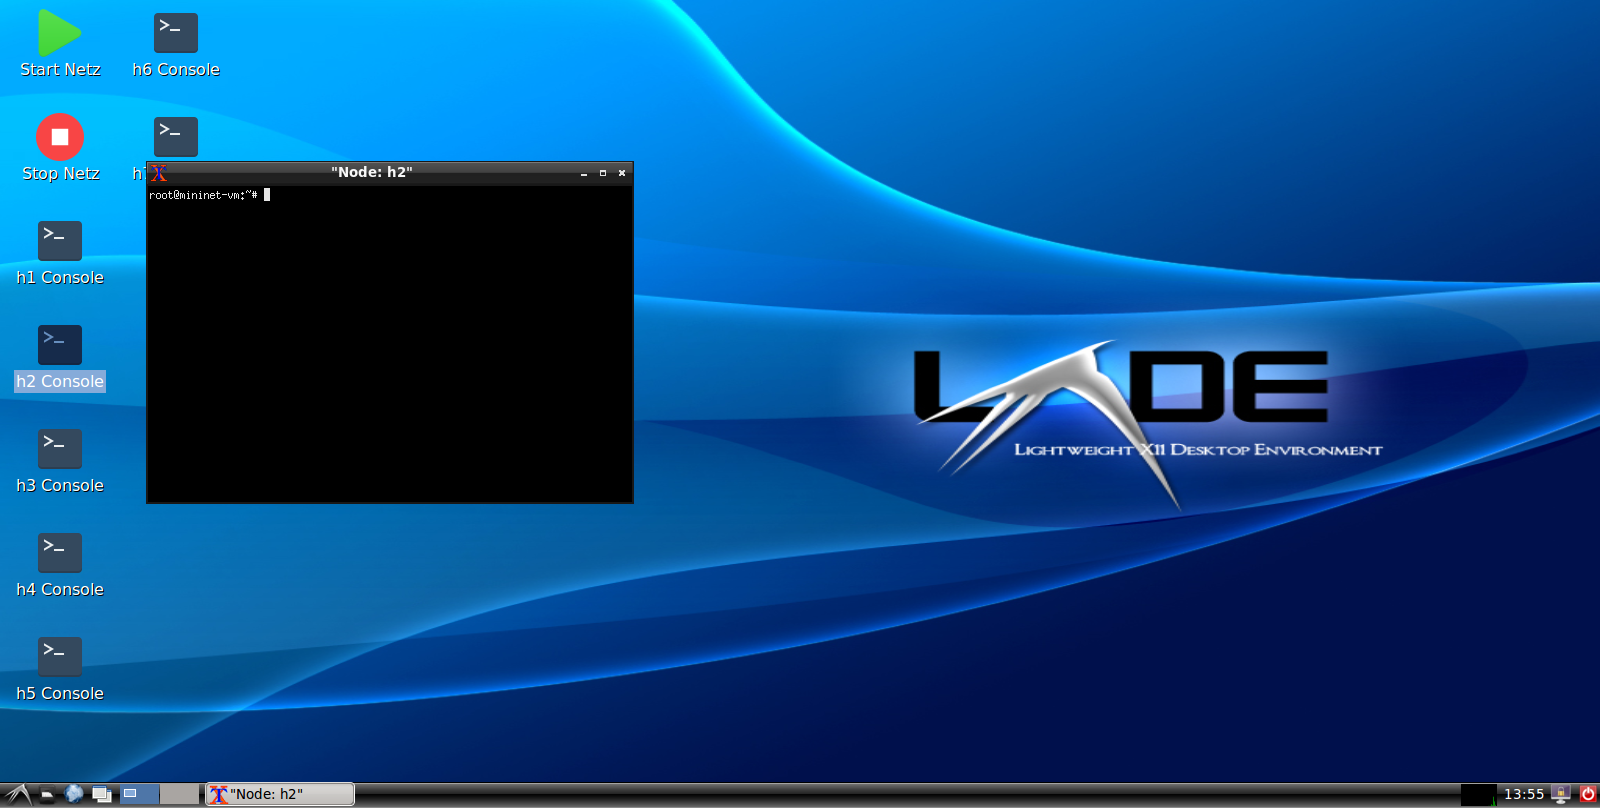 Start Netz
h6 Console
Stop Netz
"Node: h2"
root@mininet-vm:~#
h1 Console
h2 Console
h3 Console
h4 Console
h5 Console
LXDE
LIGHTWEIGHT X11 DESKTOP ENVIRONMENT
"Node: h2"
13:55